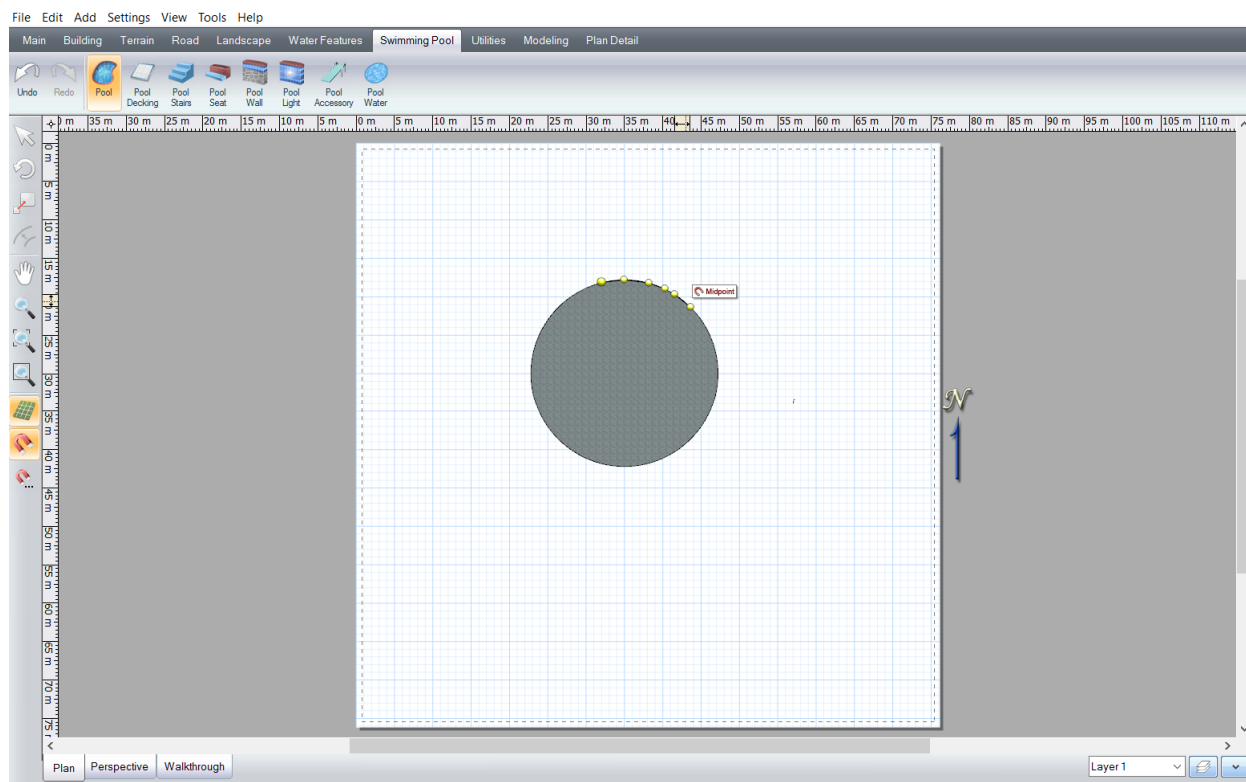 File Edit Add Settings View Tools Help
Main Building Terrain Road Landscape Water Features Swimming Pool Utilities Modeling Plan Detail
Undo Redo Pool Pool Decking Pool Stairs Pool Seat Pool Wall Pool Light Pool Accessory Pool Water
m 35 m 30 m 25 m 20 m 15 m 10 m 5 m 0 m 5 m 10 m 15 m 20 m 25 m 30 m 35 m 40 45 m 50 m 55 m 60 m 65 m 70 m 75 m 80 m 85 m 90 m 95 m 100 m 105 m 110 m
0 m
5 m
10 m
15 m
25 m
30 m
35 m
40 m
45 m
50 m
55 m
60 m
65 m
70 m
75
Midpoint
N
Plan Perspective Walkthrough Layer 1